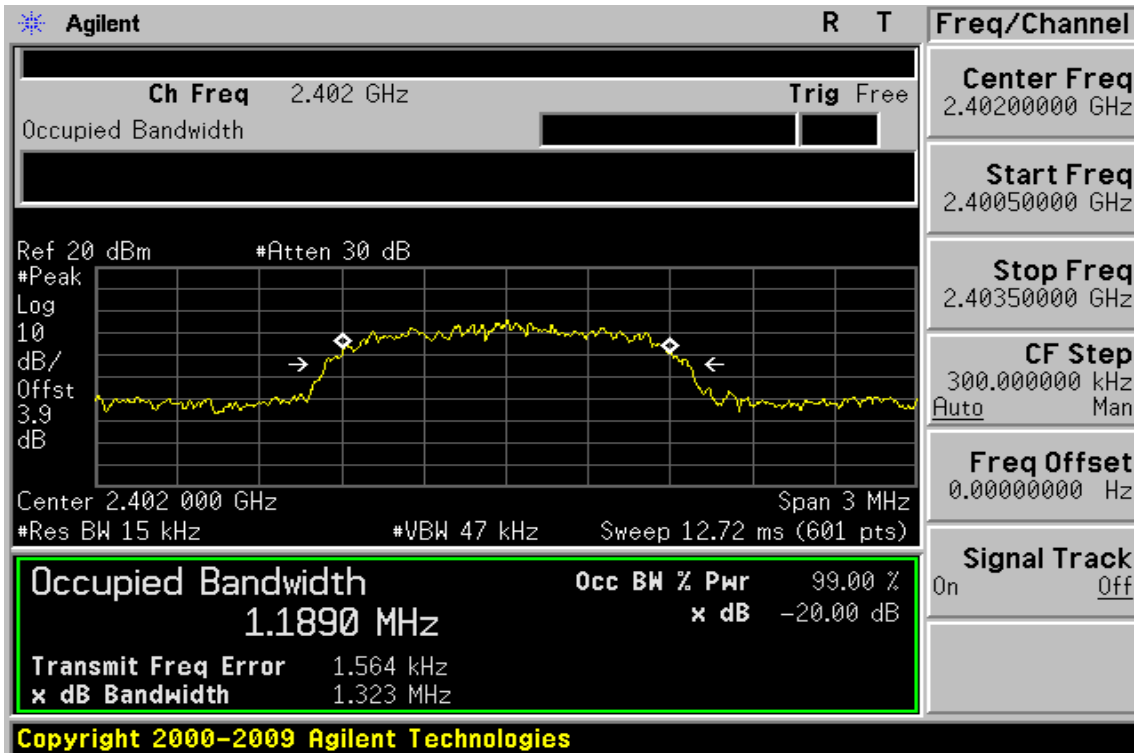 Agilent R T Freq/Channel
Ch Freq 2.402 GHz Trig Free
Occupied Bandwidth
Center Freq
2.40200000 GHz
Start Freq
2.40050000 GHz
Stop Freq
2.40350000 GHz
CF Step
300.000000 kHz
Auto Man
Freq Offset
0.00000000 Hz
Signal Track
On Off
Ref 20 dBm #Atten 30 dB
#Peak
Log
10
dB/
Offst
3.9
dB
Center 2.402 000 GHz Span 3 MHz
#Res BW 15 kHz #VBW 47 kHz Sweep 12.72 ms (601 pts)
Occupied Bandwidth
1.1890 MHz
Occ BW % Pwr 99.00 %
x dB -20.00 dB
Transmit Freq Error 1.564 kHz
x dB Bandwidth 1.323 MHz
Copyright 2000-2009 Agilent Technologies